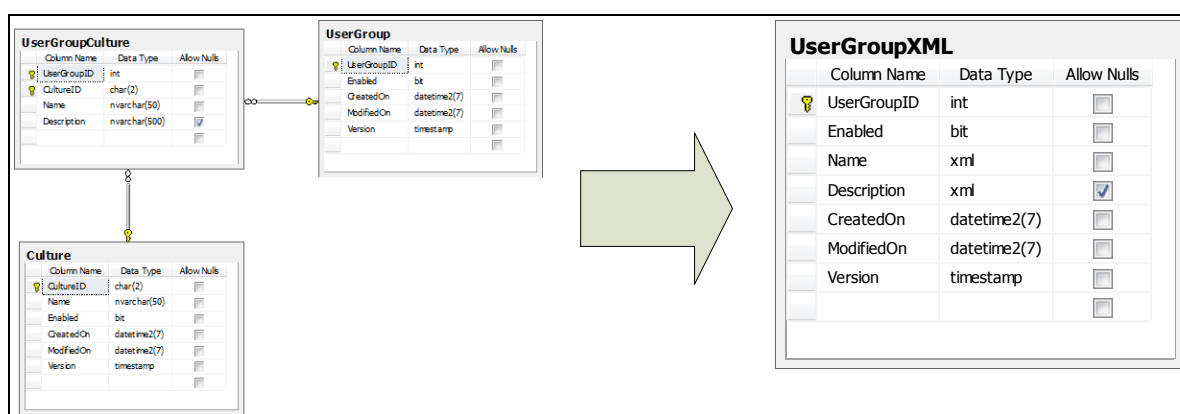 UserGroupCulture
Column Name Data Type Allow Nulls
UserGroupID int
CultureID char(2)
Name nvarchar(50)
Description nvarchar(500)
UserGroup
Column Name Data Type Allow Nulls
UserGroupID int
Enabled bit
CreatedOn datetime2(7)
ModifiedOn datetime2(7)
Version timestamp
Culture
Column Name Data Type Allow Nulls
CultureID char(2)
Name nvarchar(50)
Enabled bit
CreatedOn datetime2(7)
ModifiedOn datetime2(7)
Version timestamp
UserGroupXML
Column Name Data Type Allow Nulls
UserGroupID int
Enabled bit
Name xml
Description xml
CreatedOn datetime2(7)
ModifiedOn datetime2(7)
Version timestamp